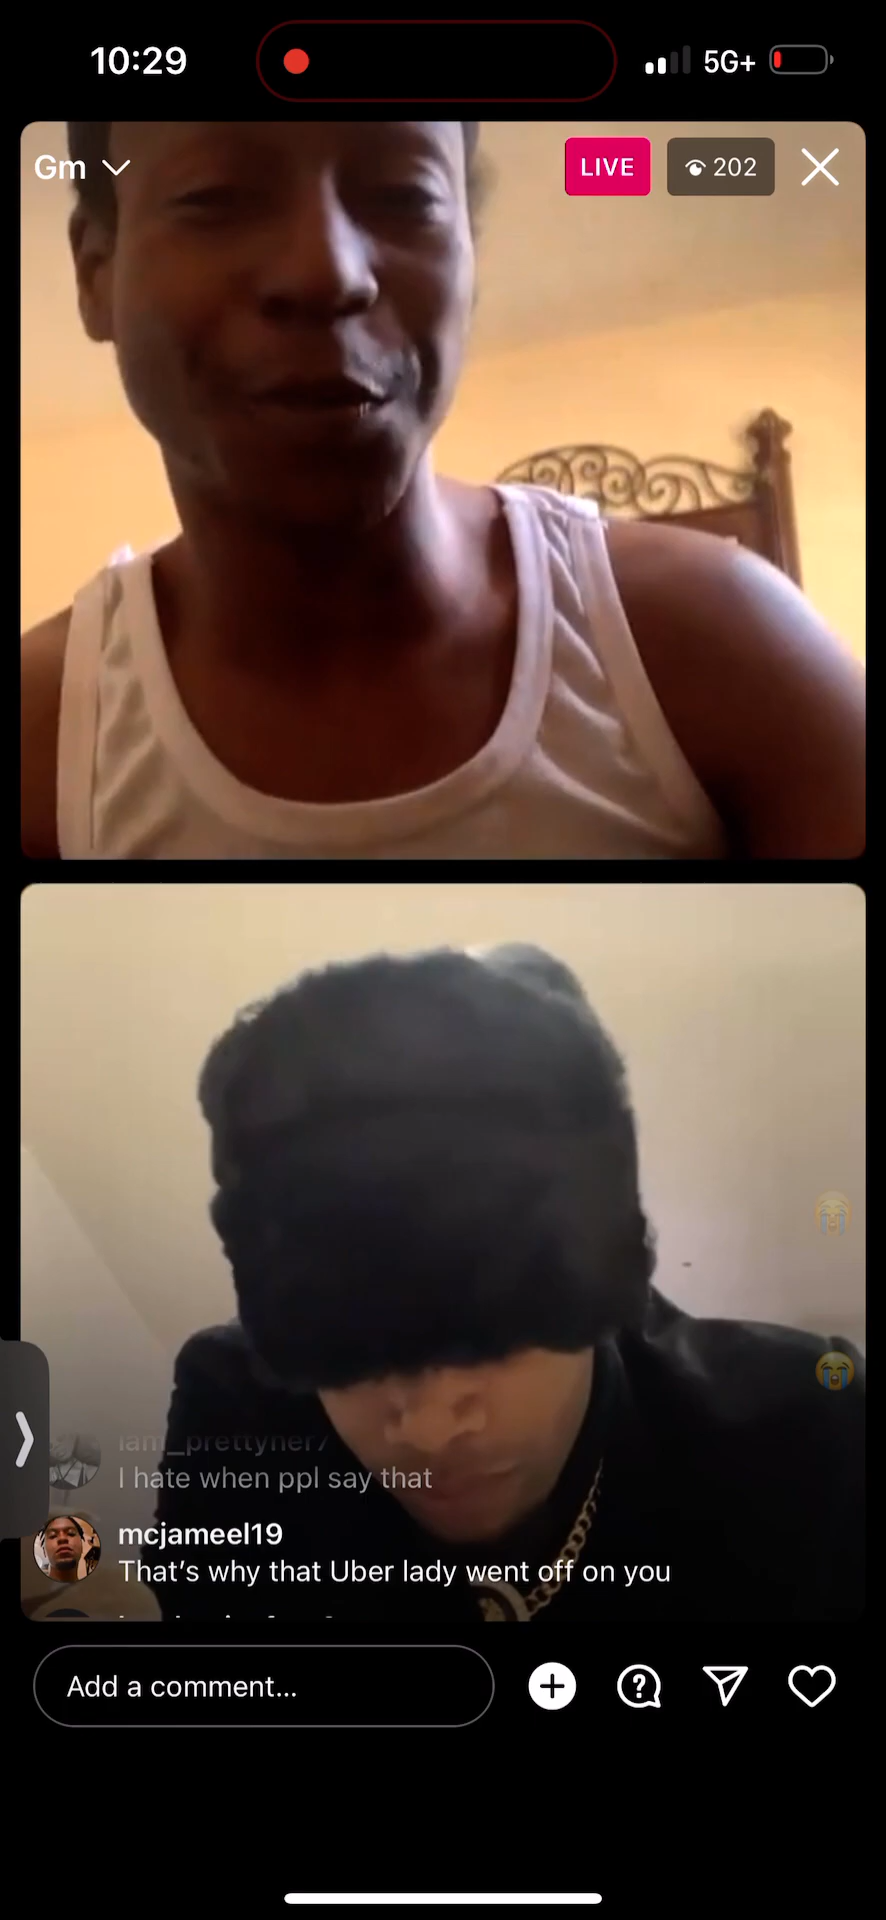 10:29
5G+
Gm
LIVE
202
iam_prettyher7
I hate when ppl say that
mcjameel19
That's why that Uber lady went off on you
Add a comment...